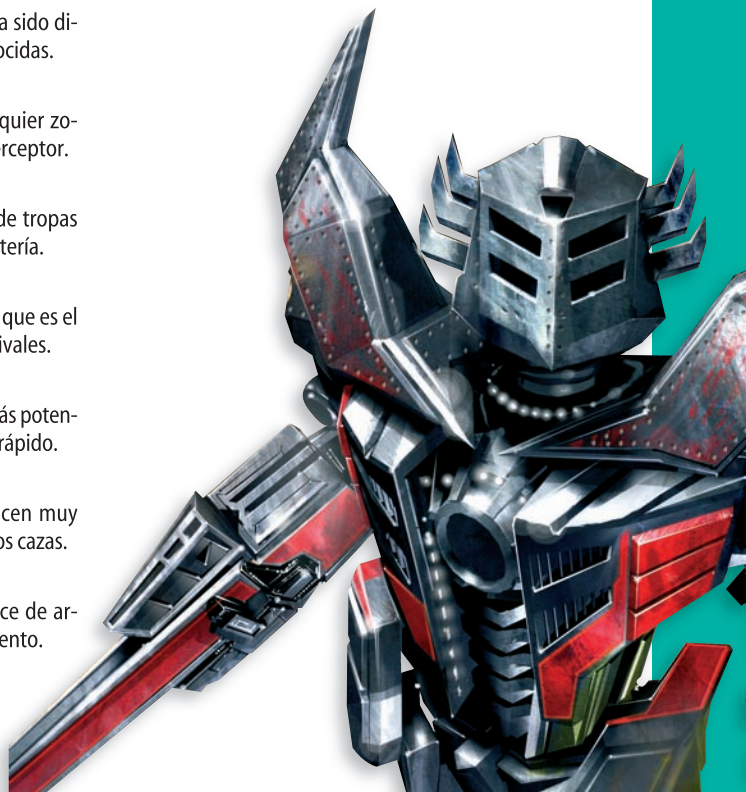 a sido di-
ocidas.
quier zo-
erceptor.
de tropas
tería.
que es el
ivales.
ás poten-
rápido.
cen muy
os cazas.
ce de ar-
ento.